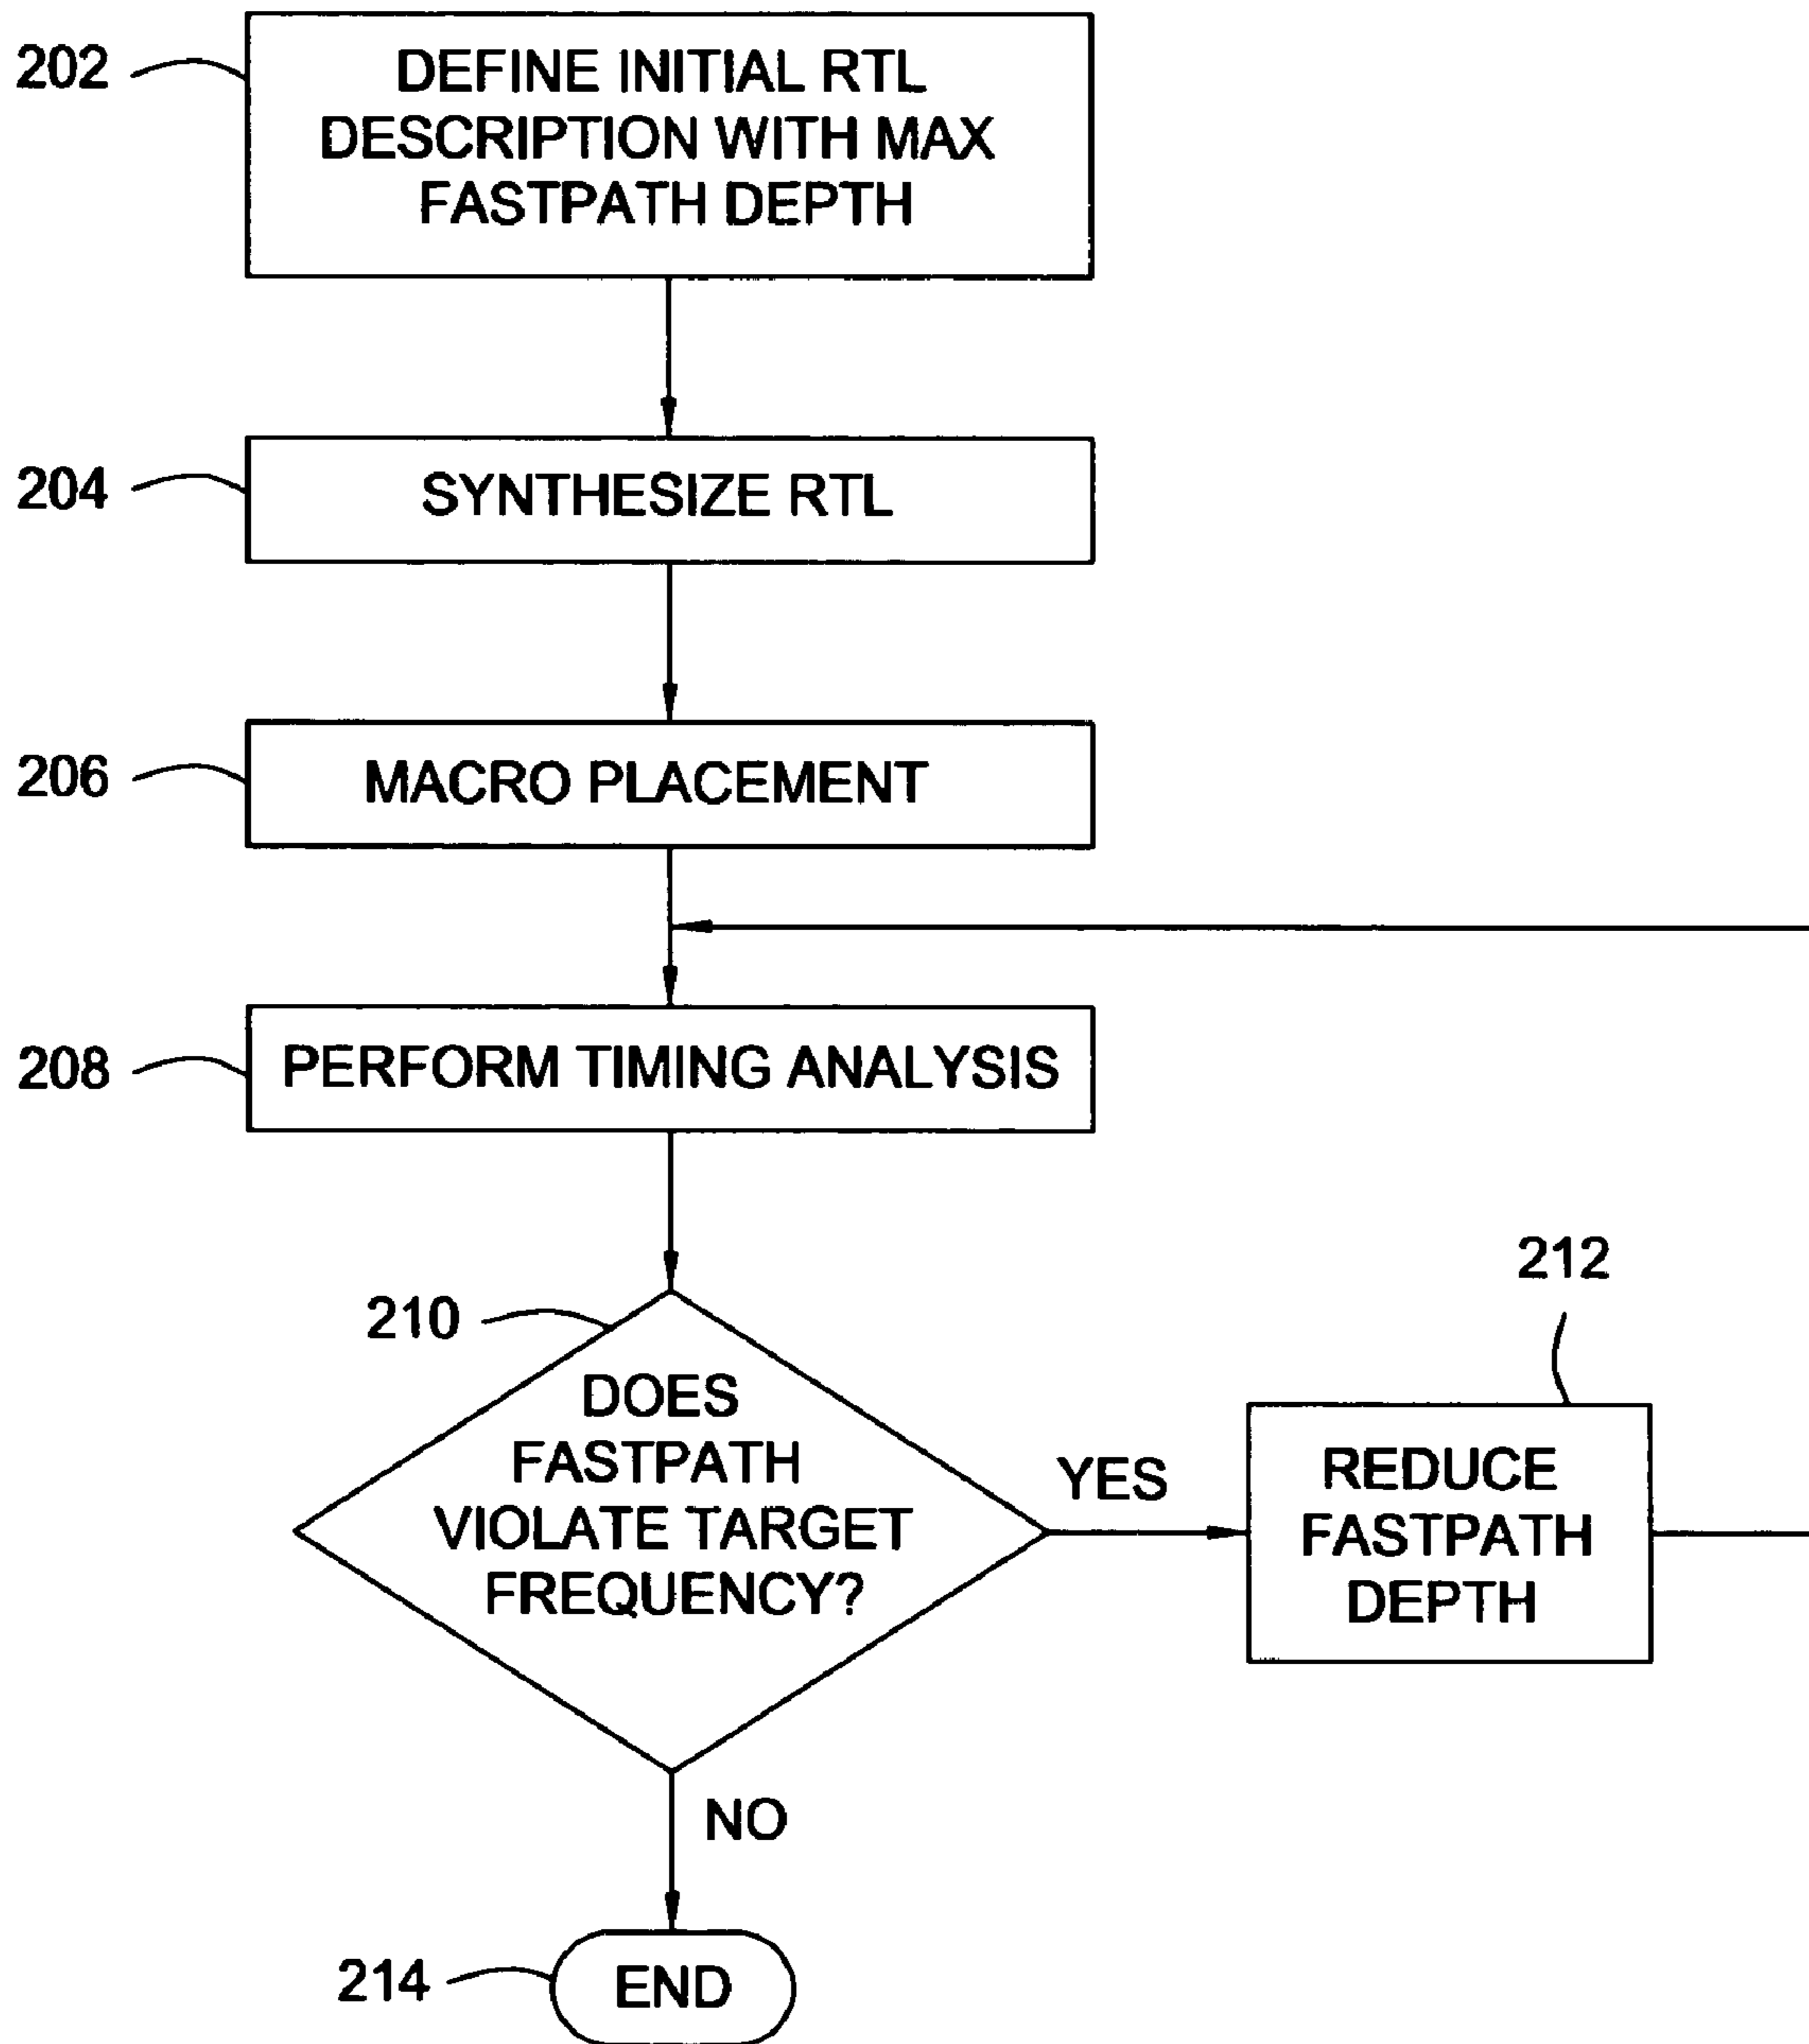 202
DEFINE INITIAL RTL
DESCRIPTION WITH MAX
FASTPATH DEPTH
204
SYNTHESIZE RTL
206
MACRO PLACEMENT
208
PERFORM TIMING ANALYSIS
210
DOES
FASTPATH
VIOLATE TARGET
FREQUENCY?
YES
212
REDUCE
FASTPATH
DEPTH
NO
214
END